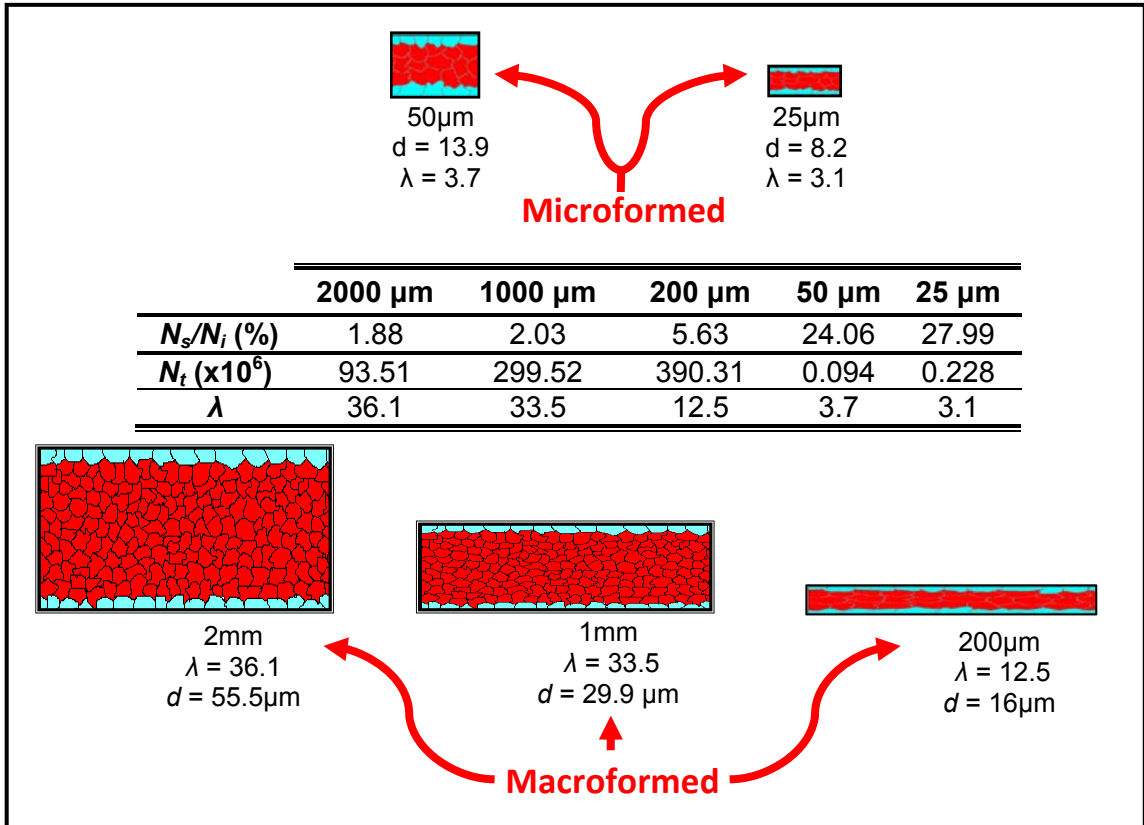 50µm
d = 13.9
λ = 3.7
25µm
d = 8.2
λ = 3.1
Microformed
2000 µm 1000 µm 200 µm 50 µm 25 µm
Ns/Ni (%) 1.88 2.03 5.63 24.06 27.99
Nt (x10⁶) 93.51 299.52 390.31 0.094 0.228
λ 36.1 33.5 12.5 3.7 3.1
2mm
λ = 36.1
d = 55.5µm
1mm
λ = 33.5
d = 29.9 µm
200µm
λ = 12.5
d = 16µm
Macroformed